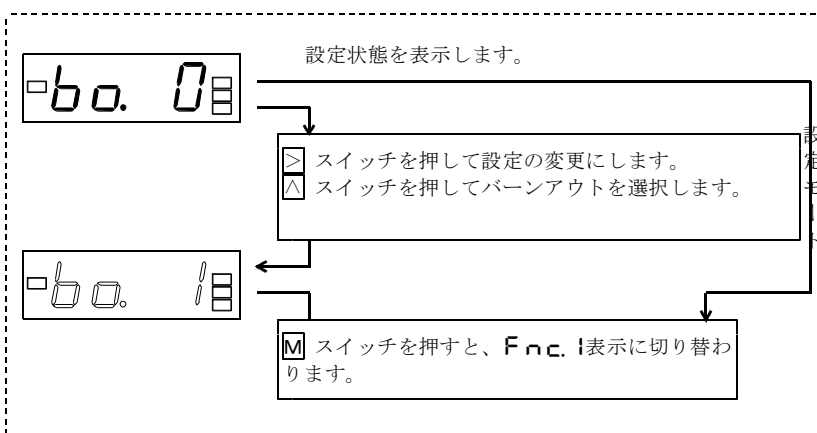 設定状態を表示します。
bo. 0
> スイッチを押して設定の変更にします。
∧ スイッチを押してバーンアウトを選択します。
bo. 1
M スイッチを押すと、Fnc. 1表示に切り替わ
ります。